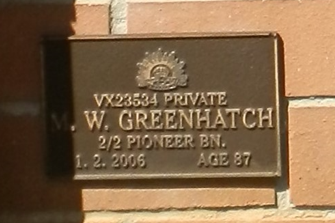 VX23534 PRIVATE
M. W. GREENHATCH
2/2 PIONEER BN.
1. 2. 2006 AGE 87